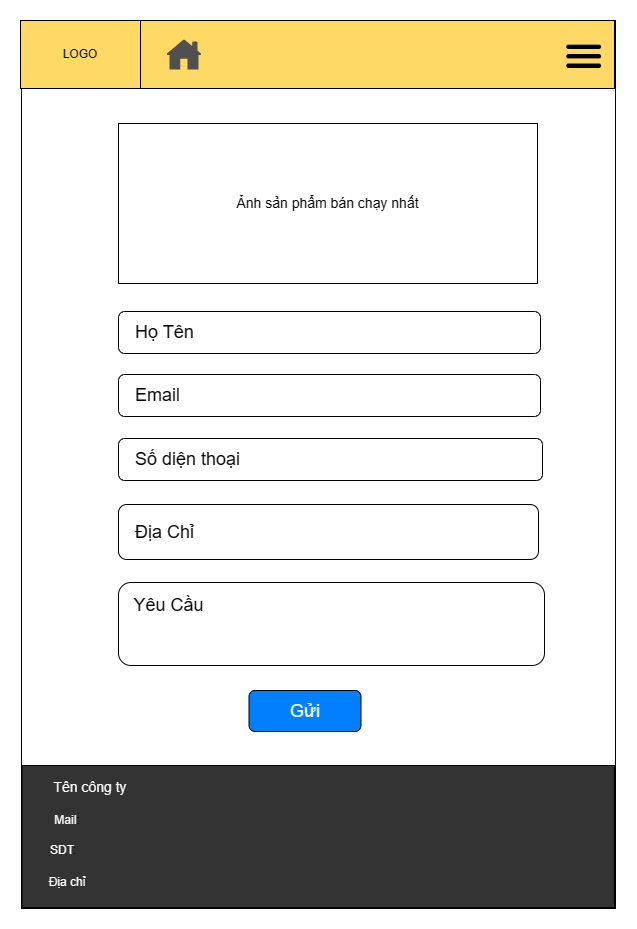 LOGO
Ảnh sản phẩm bán chạy nhất
Họ Tên
Email
Số diện thoại
Địa Chỉ
Yêu Cầu
Gửi
Tên công ty
Mail
SDT
Địa chỉ